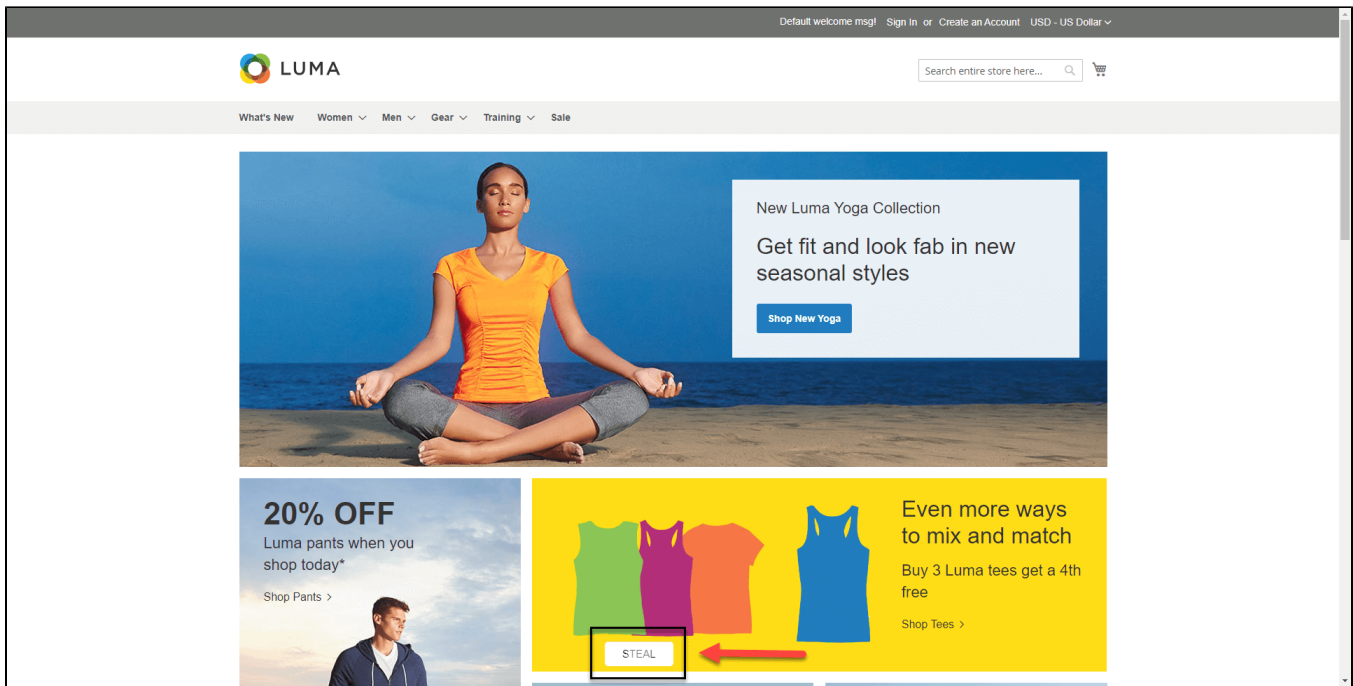 Default welcome msg! Sign In or Create an Account USD - US Dollar
LUMA
Search entire store here...
What's New Women Men Gear Training Sale
New Luma Yoga Collection
Get fit and look fab in new
seasonal styles
Shop New Yoga
20% OFF
Luma pants when you
shop today*
Shop Pants >
Even more ways
to mix and match
Buy 3 Luma tees get a 4th
free
Shop Tees >
STEAL